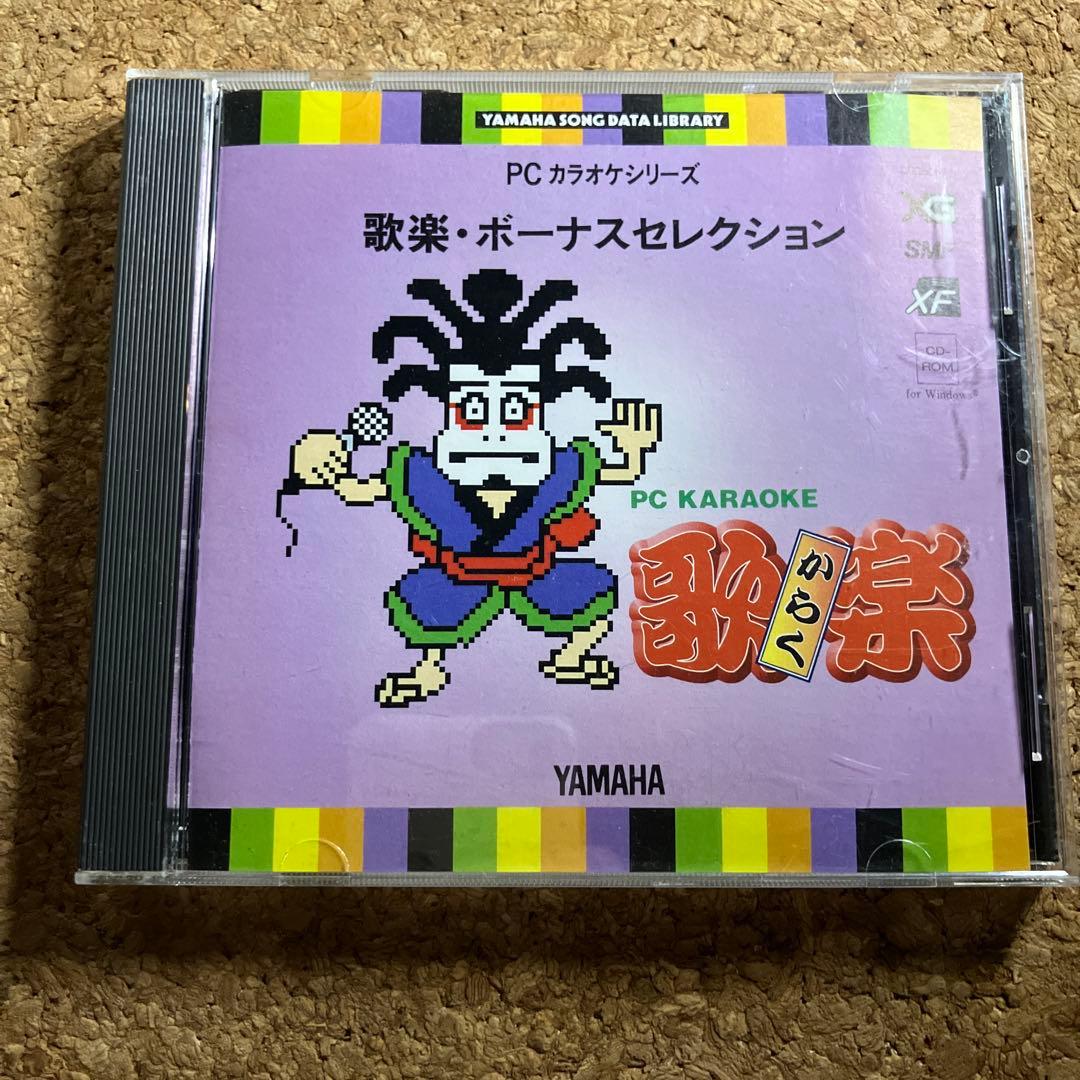 YAMAHA SONG DATA LIBRARY
PC カラオケシリーズ
歌楽・ボーナスセレクション
XG
SMF
XF
CD-
ROM
for Windows®
PC KARAOKE
歌楽
からく
YAMAHA